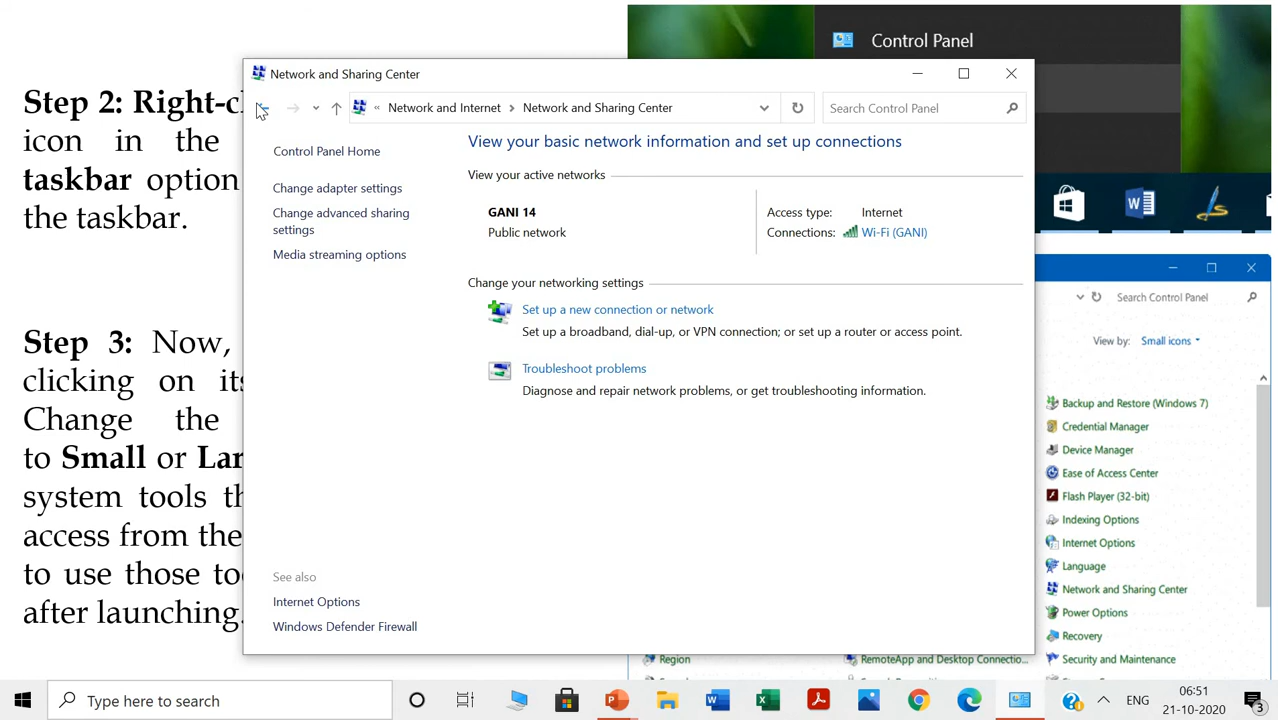 Control Panel
Step 2: Right-cl
icon in the
taskbar option
the taskbar.
Step 3: Now,
clicking on its
Change the
to Small or Lar
system tools th
access from the
to use those too
after launching.
Network and Sharing Center
« Network and Internet > Network and Sharing Center
Search Control Panel
Control Panel Home
Change adapter settings
Change advanced sharing
settings
Media streaming options
View your basic network information and set up connections
View your active networks
GANI 14
Public network
Access type: Internet
Connections: Wi-Fi (GANI)
Change your networking settings
Set up a new connection or network
Set up a broadband, dial-up, or VPN connection; or set up a router or access point.
Troubleshoot problems
Diagnose and repair network problems, or get troubleshooting information.
See also
Internet Options
Windows Defender Firewall
Search Control Panel
View by: Small icons
Backup and Restore (Windows 7)
Credential Manager
Device Manager
Ease of Access Center
Flash Player (32-bit)
Indexing Options
Internet Options
Language
Network and Sharing Center
Power Options
Recovery
Security and Maintenance
Region
RemoteApp and Desktop Connectio...
Type here to search
ENG
06:51
21-10-2020
3